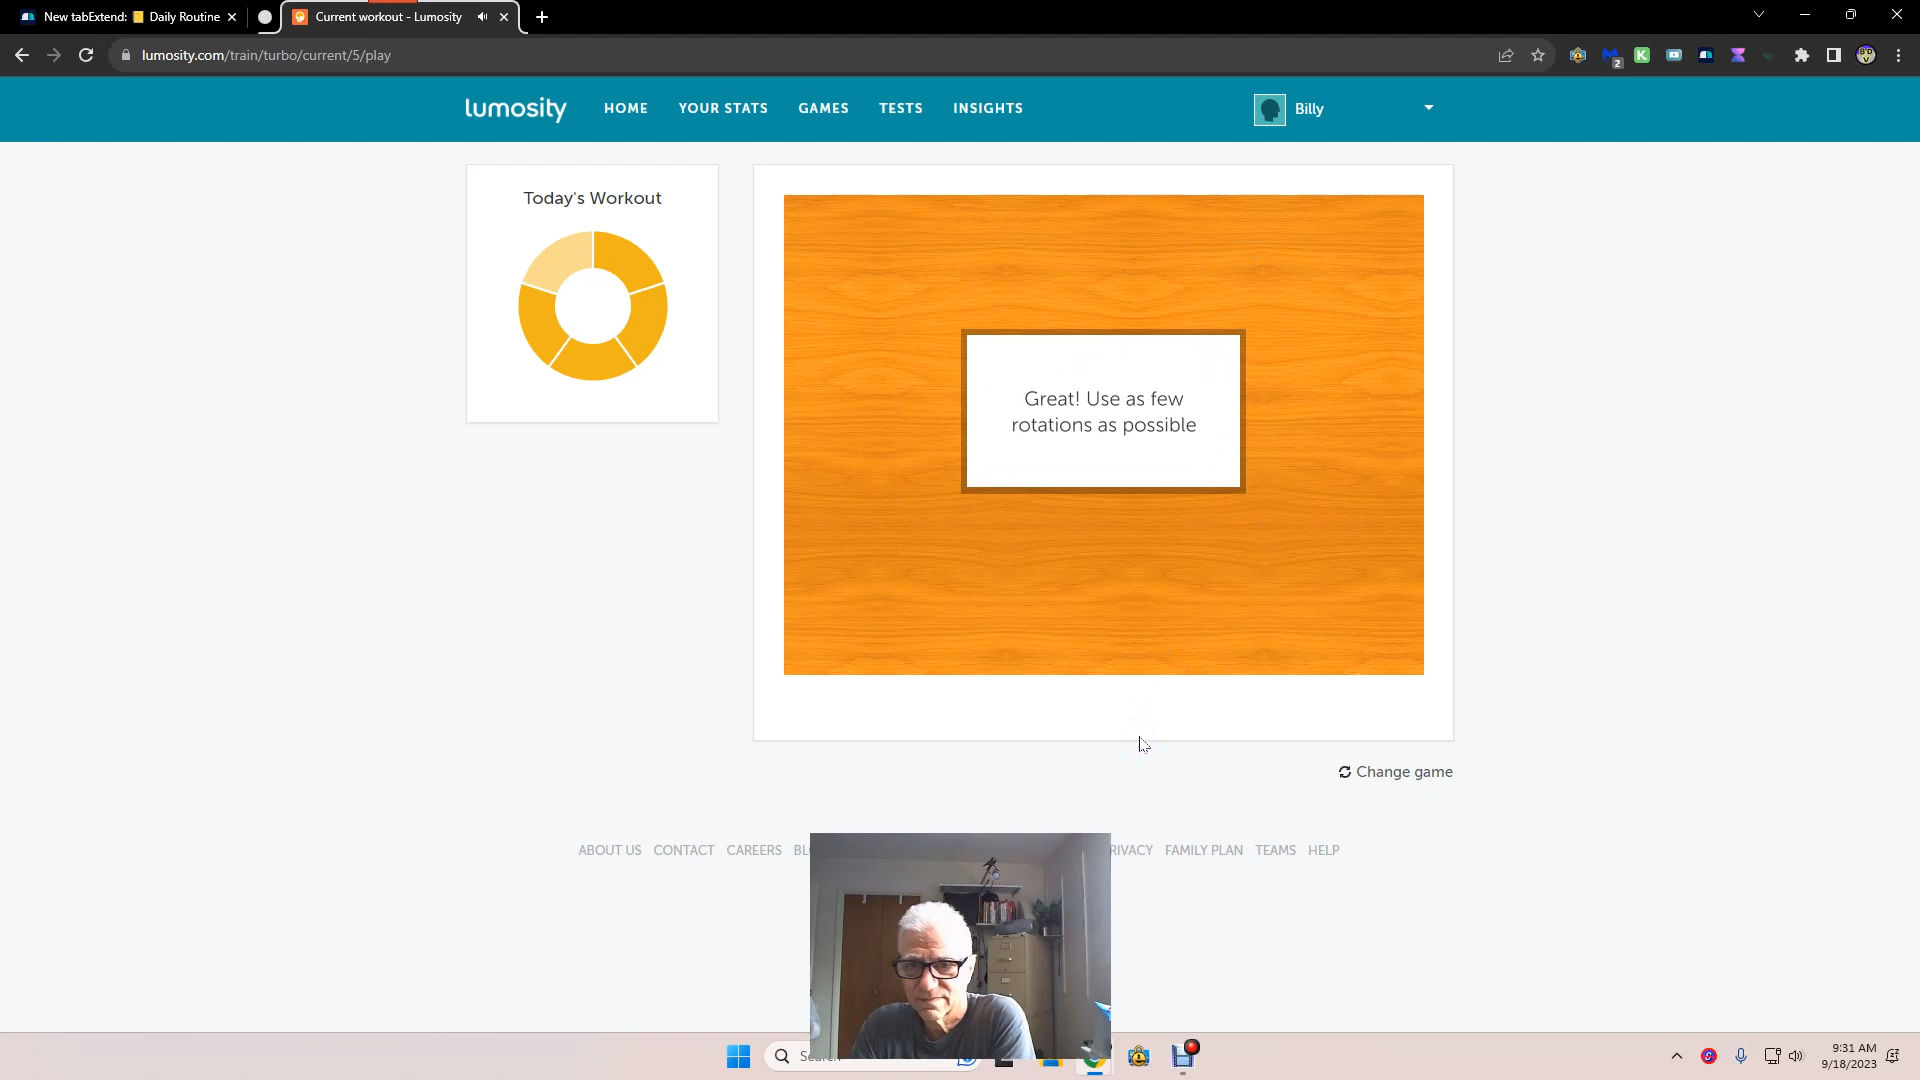 New tabExtend: 📒 Daily Routine
Current workout - Lumosity
lumosity.com/train/turbo/current/5/play
2
K
lumosity
HOME
YOUR STATS
GAMES
TESTS
INSIGHTS
Billy
Today's Workout
Great! Use as few
rotations as possible
Change game
ABOUT US
CONTACT
CAREERS
RIVACY
FAMILY PLAN
TEAMS
HELP
9:31 AM
9/18/2023